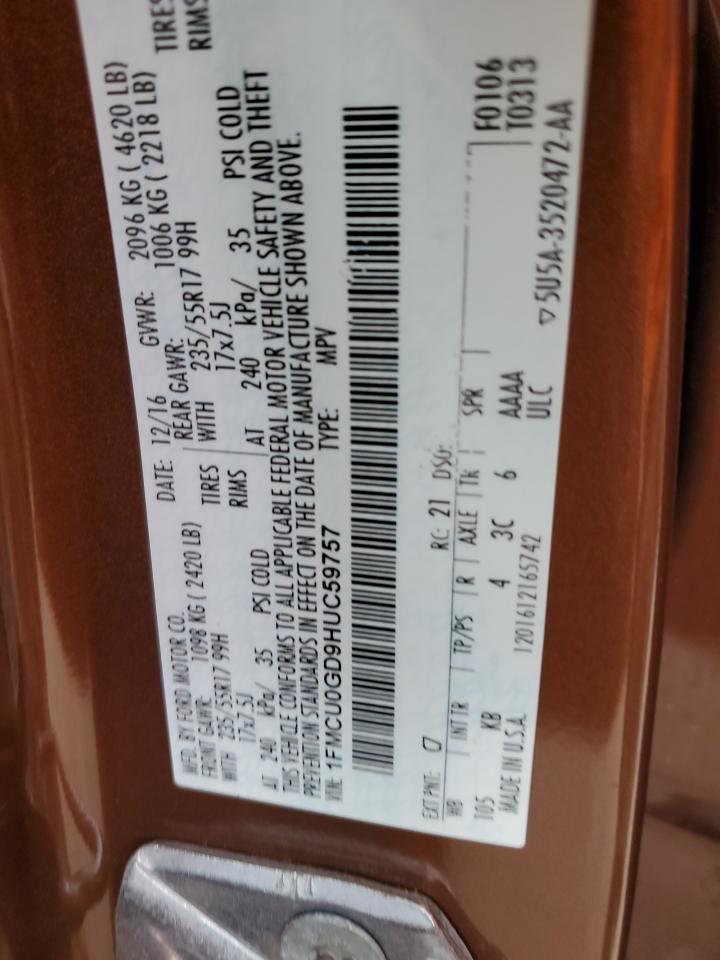 MFD. BY FORD MOTOR CO.
DATE: 12/16 GVWR: 2096 KG ( 4620 LB)
FRONT GAWR: 1098 KG ( 2420 LB)
REAR GAWR: 1006 KG ( 2218 LB)
WITH 235/55R17 99H TIRES
WITH 235/55R17 99H TIRES
17x7.5J RIMS
17x7.5J RIMS
AT 240 kPa/ 35 PSI COLD
AT 240 kPa/ 35 PSI COLD
THIS VEHICLE CONFORMS TO ALL APPLICABLE FEDERAL MOTOR VEHICLE SAFETY AND THEFT
PREVENTION STANDARDS IN EFFECT ON THE DATE OF MANUFACTURE SHOWN ABOVE.
VIN: 1FMCU0GD9HUC59757 TYPE: MPV
EXT PNT: RC: 21 DSO: F0106
WB INT TR TP/PS R AXLE TR SPR T0313
105 KB 4 3C 6 AAAA
MADE IN U.S.A. ULC
1201612165742 ▽5U5A-3520472-AA